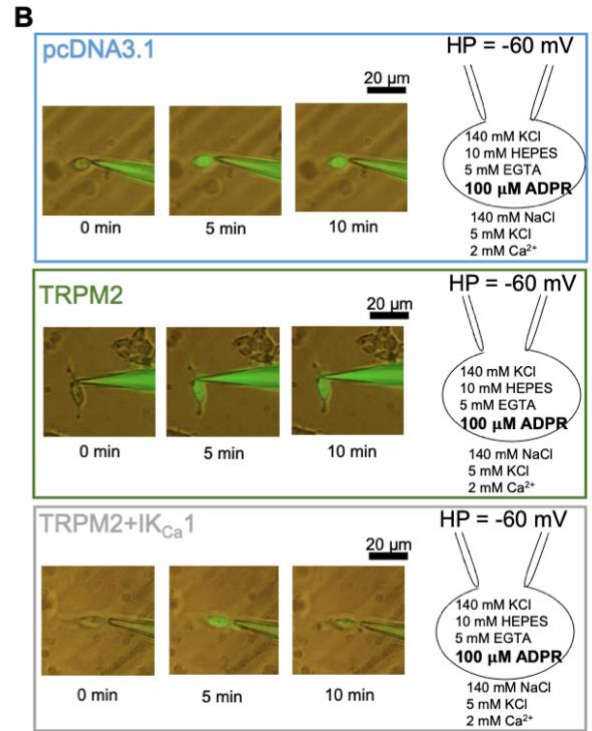 B
pcDNA3.1
HP = -60 mV
20 µm
140 mM KCl
10 mM HEPES
5 mM EGTA
100 µM ADPR
140 mM NaCl
5 mM KCl
2 mM Ca²⁺
0 min
5 min
10 min
TRPM2
HP = -60 mV
20 µm
140 mM KCl
10 mM HEPES
5 mM EGTA
100 µM ADPR
140 mM NaCl
5 mM KCl
2 mM Ca²⁺
0 min
5 min
10 min
TRPM2+IK_Ca1
HP = -60 mV
20 µm
140 mM KCl
10 mM HEPES
5 mM EGTA
100 µM ADPR
140 mM NaCl
5 mM KCl
2 mM Ca²⁺
0 min
5 min
10 min